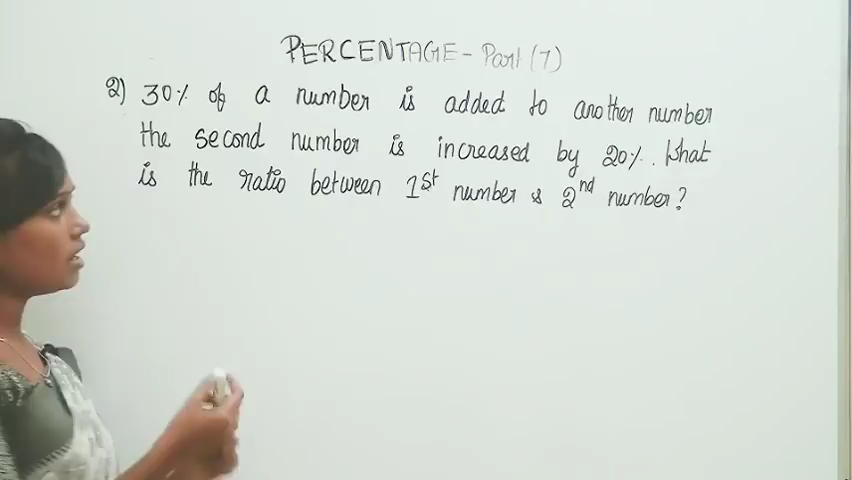 PERCENTAGE - Part (7)
2) 30% of a number is added to another number
the second number is increased by 20%. What
is the ratio between 1st number & 2nd number?